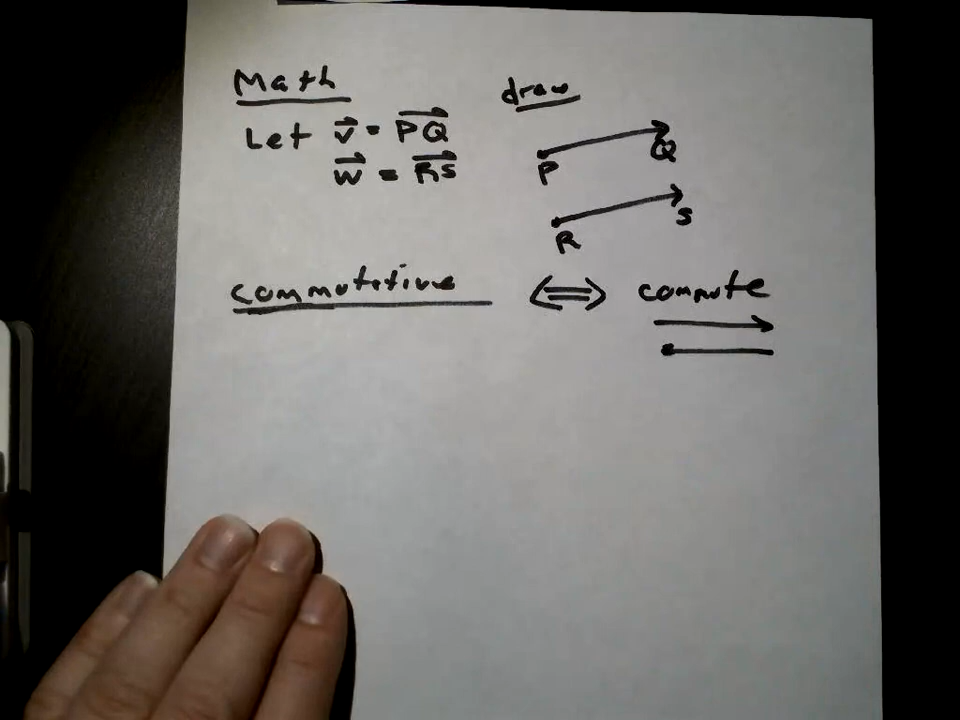 Math
draw
Let v⃗ = PQ⃗
w⃗ = RS⃗
P
Q
R
S
commutative ⟺ commute